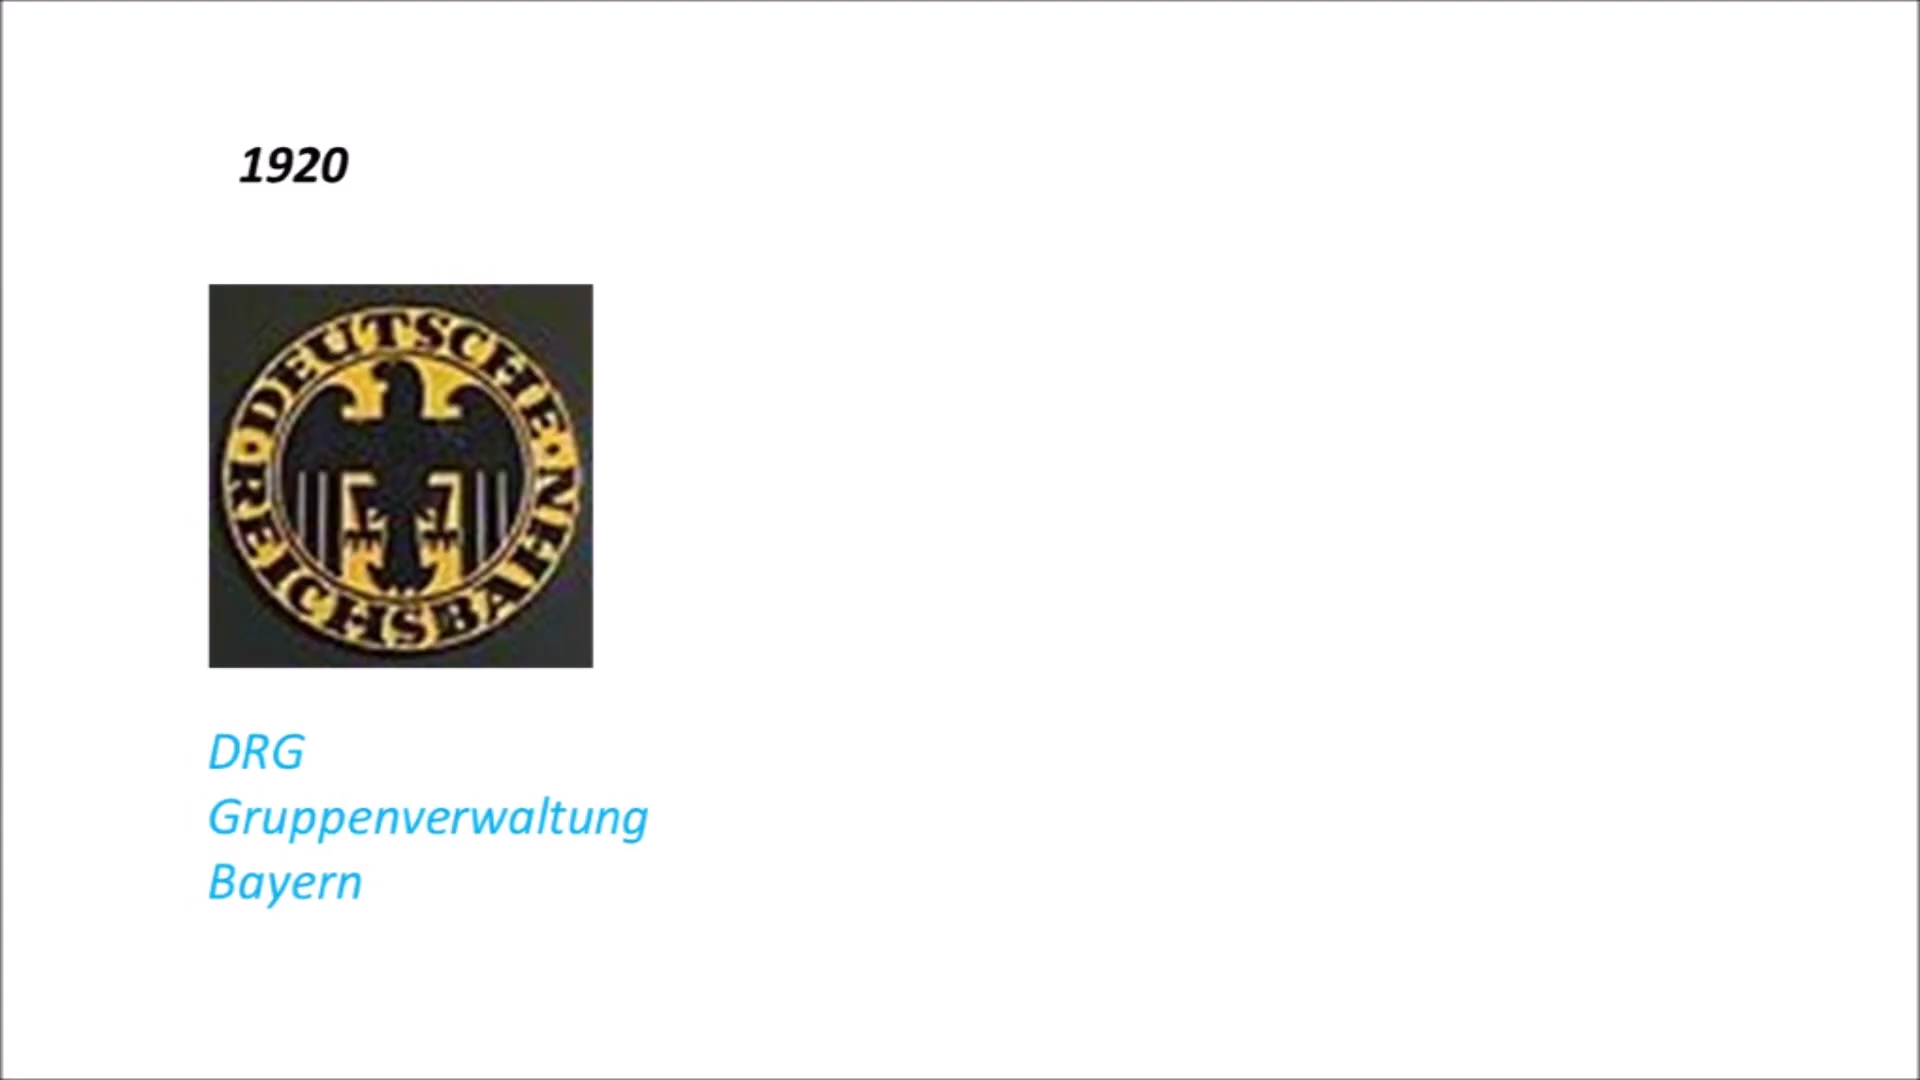 1920
DEUTSCHE
REICHSBAHN
DRG
Gruppenverwaltung
Bayern